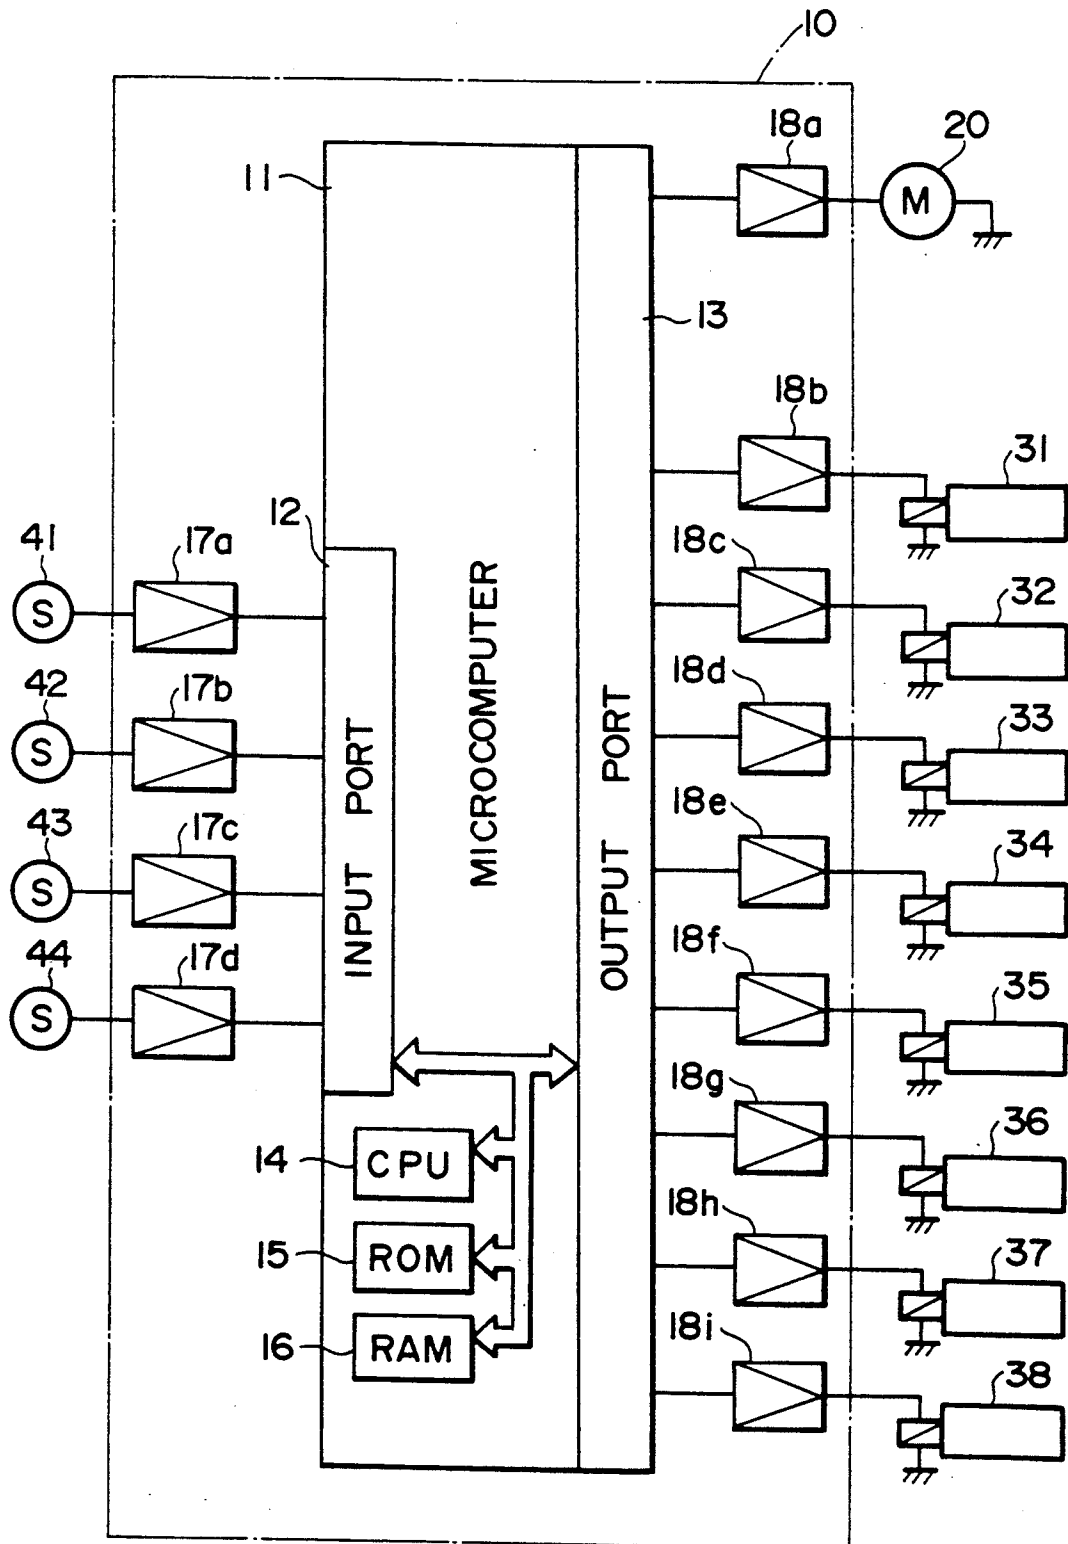 10
18a
20
M
11
13
18b
31
12
41
17a
S
18c
32
MICROCOMPUTER
42
17b
S
18d
33
INPUT PORT
OUTPUT PORT
43
17c
S
18e
34
44
17d
S
18f
35
18g
36
14
CPU
18h
37
15
ROM
18i
38
16
RAM